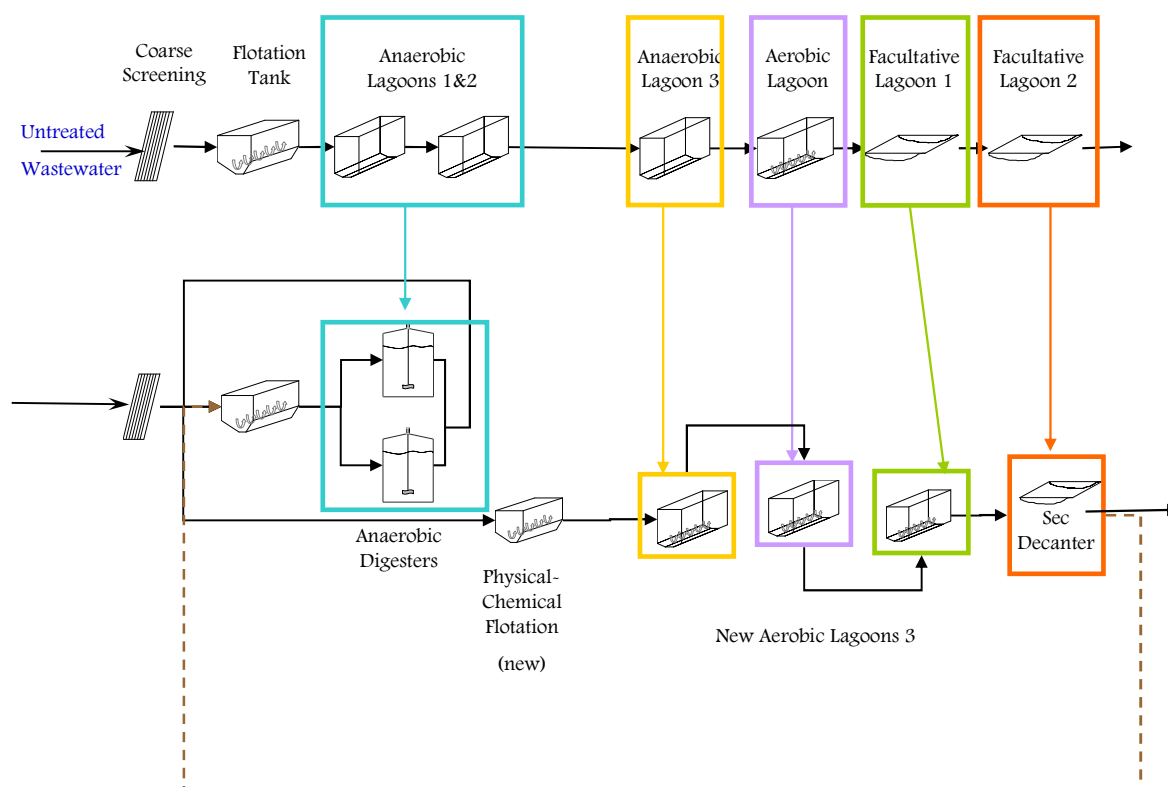 Coarse
Screening
Flotation
Tank
Anaerobic
Lagoons 1&2
Anaerobic
Lagoon 3
Aerobic
Lagoon
Facultative
Lagoon 1
Facultative
Lagoon 2
Untreated
Wastewater
Anaerobic
Digesters
Physical-
Chemical
Flotation
(new)
Sec
Decanter
New Aerobic Lagoons 3